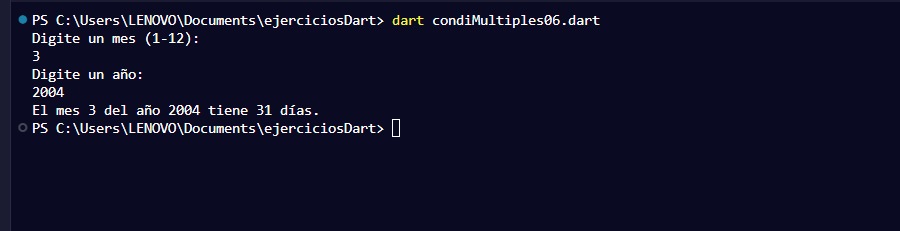 PS C:\Users\LENOVO\Documents\ejerciciosDart> dart condiMultiples06.dart
Digite un mes (1-12):
3
Digite un año:
2004
El mes 3 del año 2004 tiene 31 días.
PS C:\Users\LENOVO\Documents\ejerciciosDart>